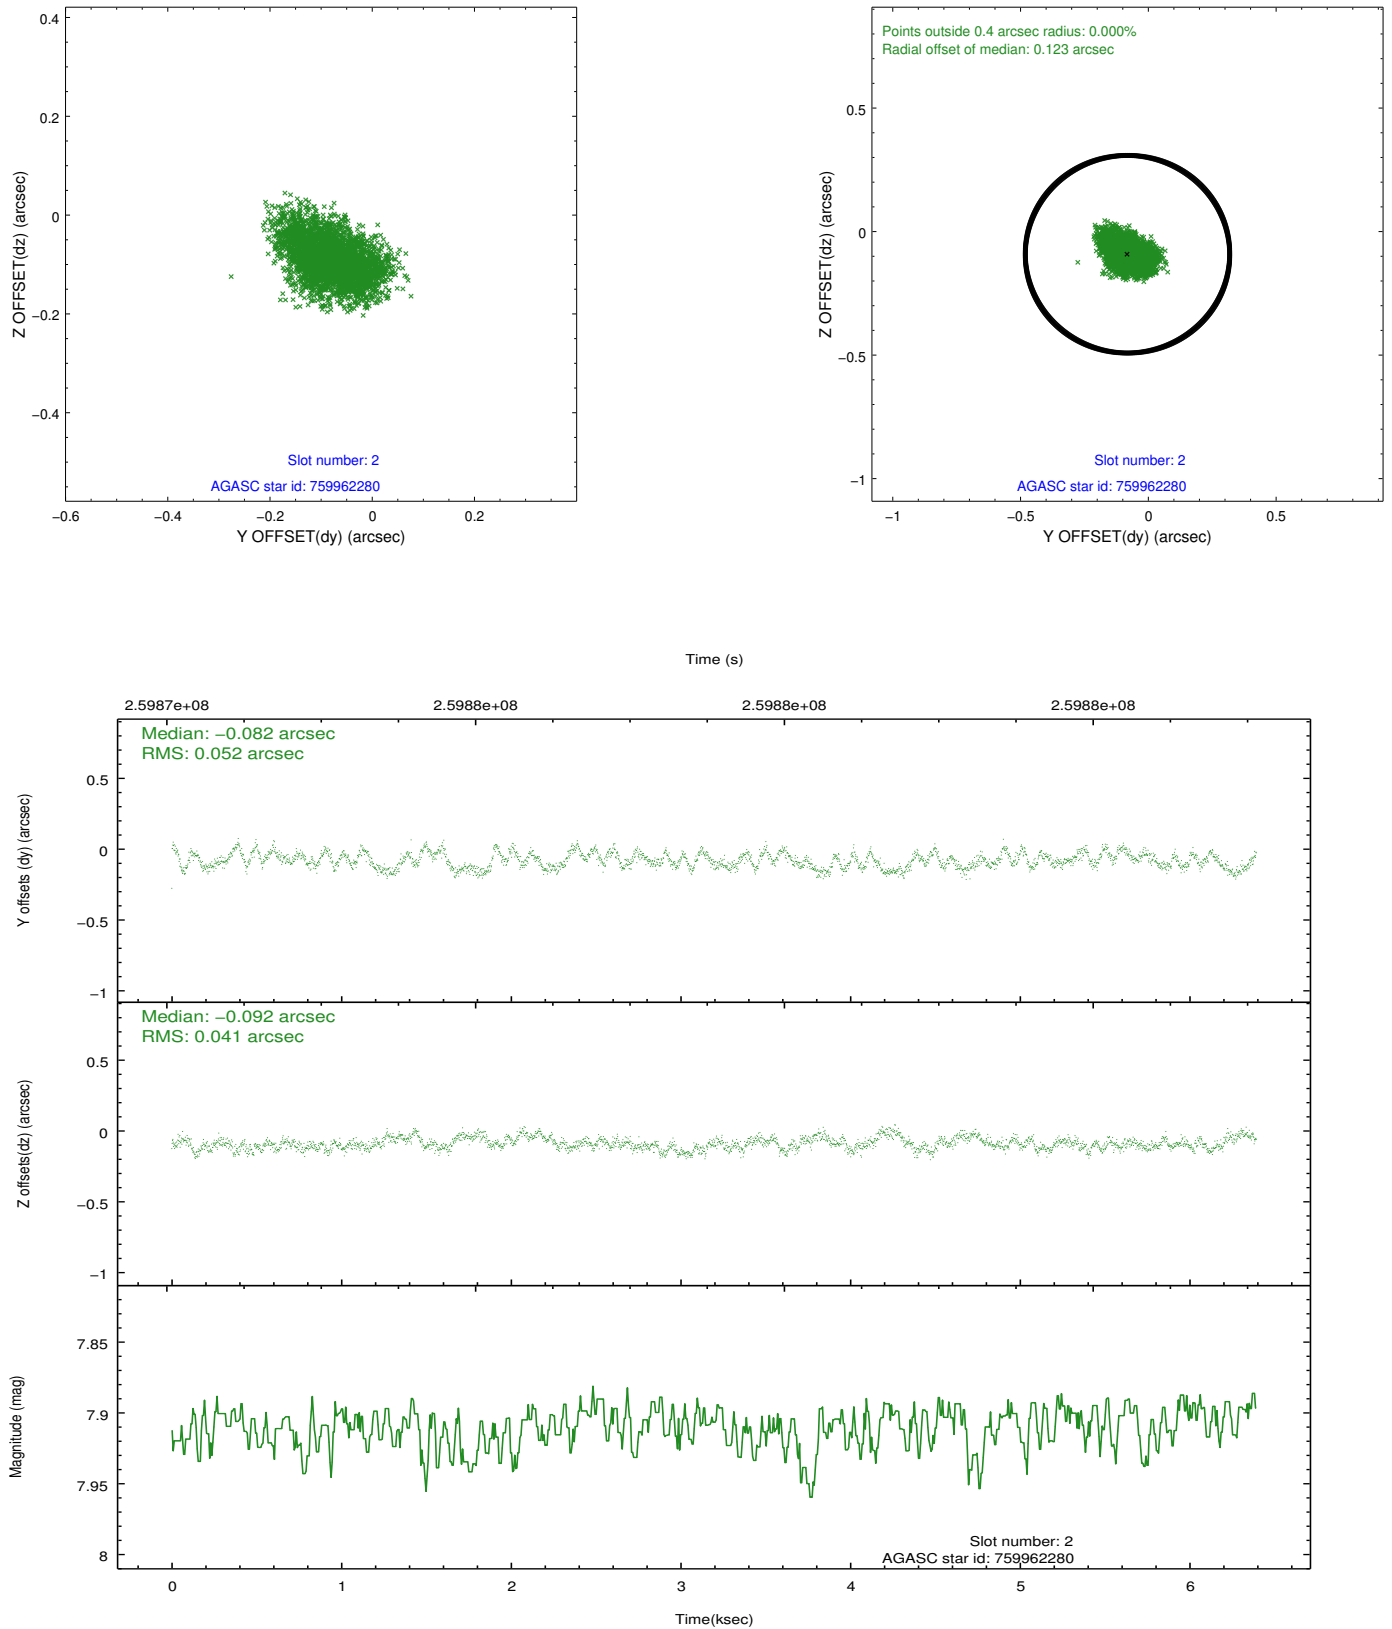 0.4
0.2
0
−0.2
−0.4
Z OFFSET(dz) (arcsec)
Slot number: 2
AGASC star id: 759962280
−0.6 −0.4 −0.2 0 0.2
Y OFFSET(dy) (arcsec)
Points outside 0.4 arcsec radius: 0.000%
Radial offset of median: 0.123 arcsec
0.5
0
−0.5
−1
Z OFFSET(dz) (arcsec)
Slot number: 2
AGASC star id: 759962280
−1 −0.5 0 0.5
Y OFFSET(dy) (arcsec)
Time (s)
2.5987e+08 2.5988e+08 2.5988e+08 2.5988e+08
Median: −0.082 arcsec
RMS: 0.052 arcsec
0.5
0
−0.5
−1
Y offsets (dy) (arcsec)
Median: −0.092 arcsec
RMS: 0.041 arcsec
0.5
0
−0.5
−1
Z offsets(dz) (arcsec)
7.85
7.9
7.95
8
Magnitude (mag)
Slot number: 2
AGASC star id: 759962280
0 1 2 3 4 5 6
Time(ksec)